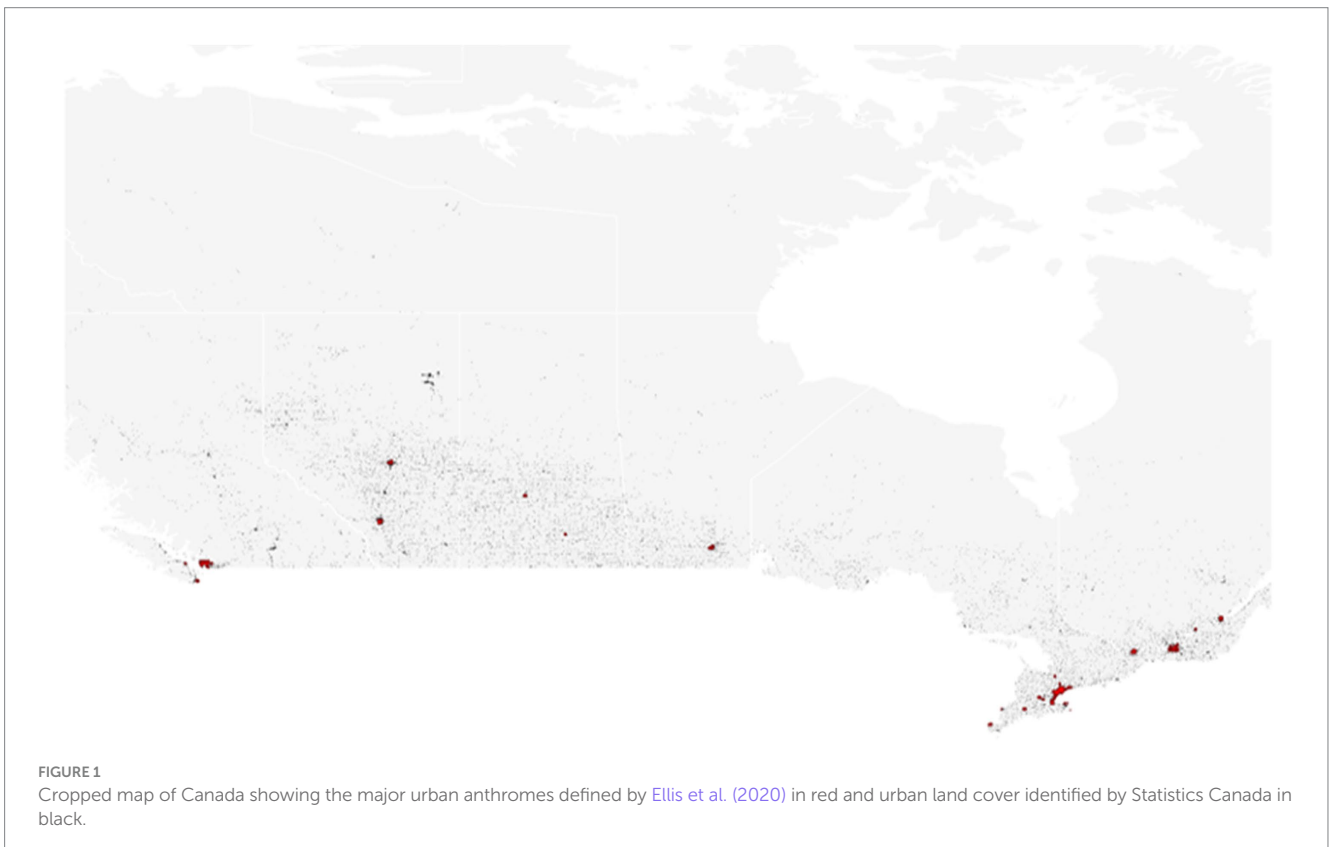 FIGURE 1
Cropped map of Canada showing the major urban anthromes defined by Ellis et al. (2020) in red and urban land cover identified by Statistics Canada in
black.